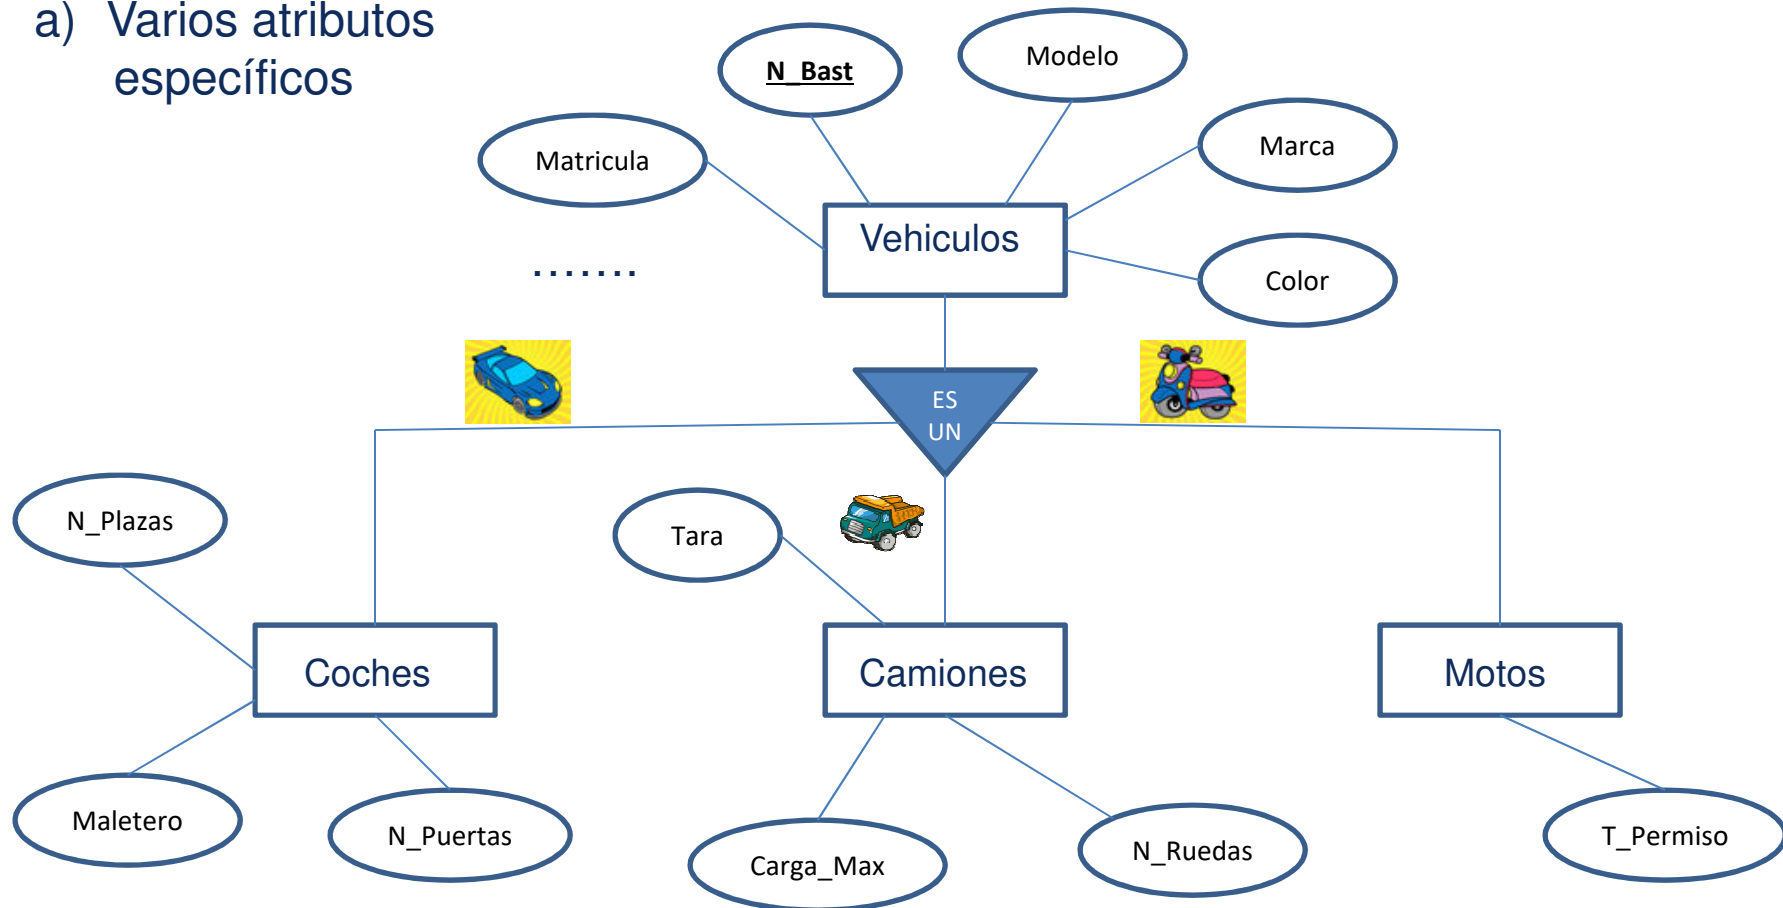 a) Varios atributos
específicos
N_Bast
Modelo
Matricula
Marca
Vehiculos
.......
Color
ES
UN
N_Plazas
Tara
Coches
Camiones
Motos
Maletero
N_Puertas
Carga_Max
N_Ruedas
T_Permiso